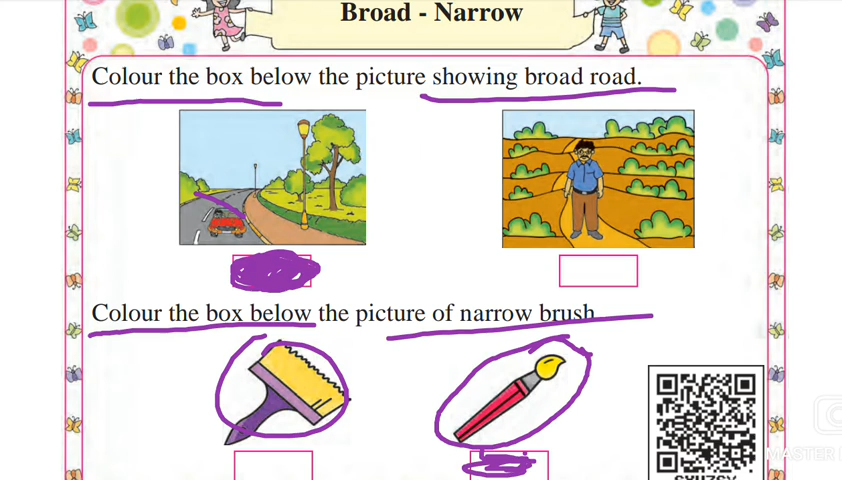 Broad - Narrow
Colour the box below the picture showing broad road.
Colour the box below the picture of narrow brush.
MASTER